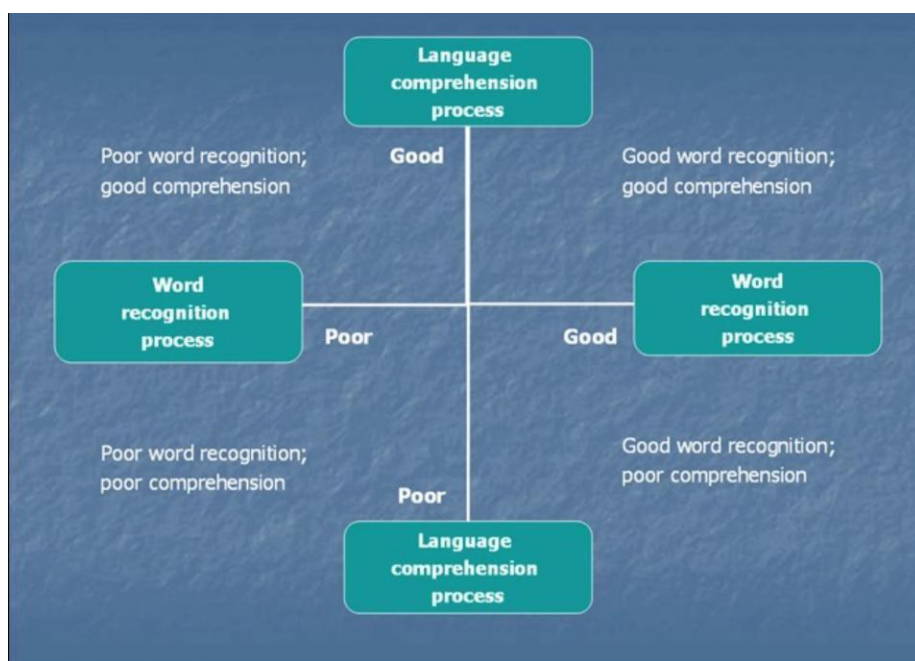 Language
comprehension
process
Poor word recognition;
good comprehension
Good
Good word recognition;
good comprehension
Word
recognition
process
Poor
Good
Word
recognition
process
Poor word recognition;
poor comprehension
Poor
Good word recognition;
poor comprehension
Language
comprehension
process